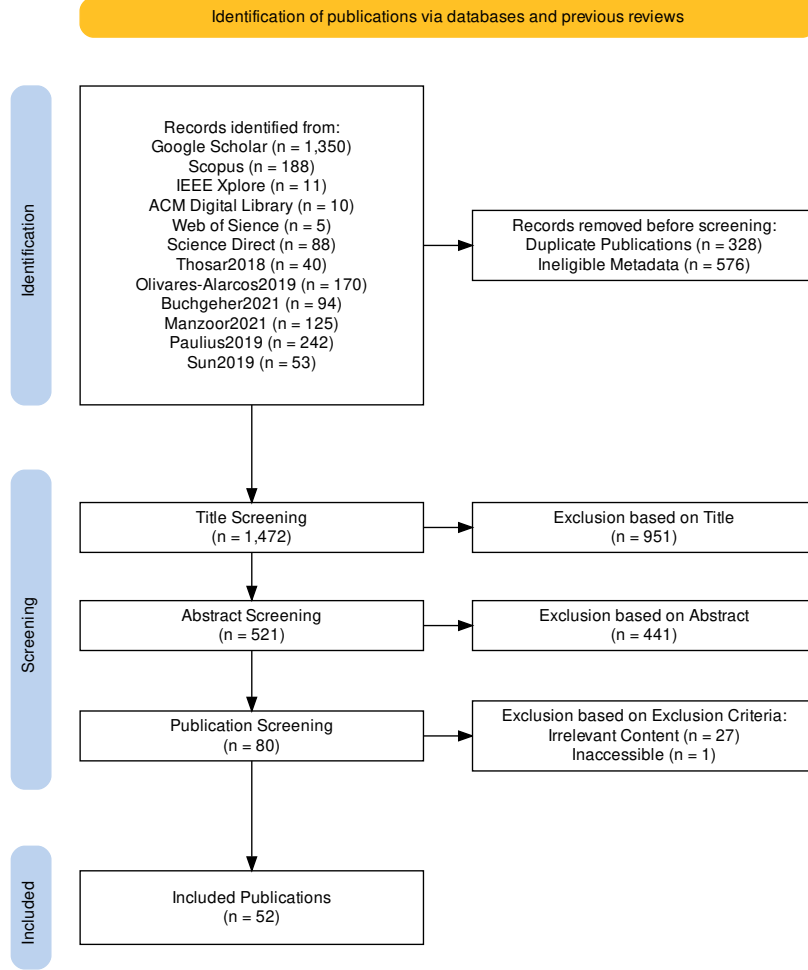 Identification of publications via databases and previous reviews
Identification
Records identified from:
Google Scholar (n = 1,350)
Scopus (n = 188)
IEEE Xplore (n = 11)
ACM Digital Library (n = 10)
Web of Sience (n = 5)
Science Direct (n = 88)
Thosar2018 (n = 40)
Olivares-Alarcos2019 (n = 170)
Buchgeher2021 (n = 94)
Manzoor2021 (n = 125)
Paulius2019 (n = 242)
Sun2019 (n = 53)
Records removed before screening:
Duplicate Publications (n = 328)
Ineligible Metadata (n = 576)
Screening
Title Screening
(n = 1,472)
Exclusion based on Title
(n = 951)
Abstract Screening
(n = 521)
Exclusion based on Abstract
(n = 441)
Publication Screening
(n = 80)
Exclusion based on Exclusion Criteria:
Irrelevant Content (n = 27)
Inaccessible (n = 1)
Included
Included Publications
(n = 52)